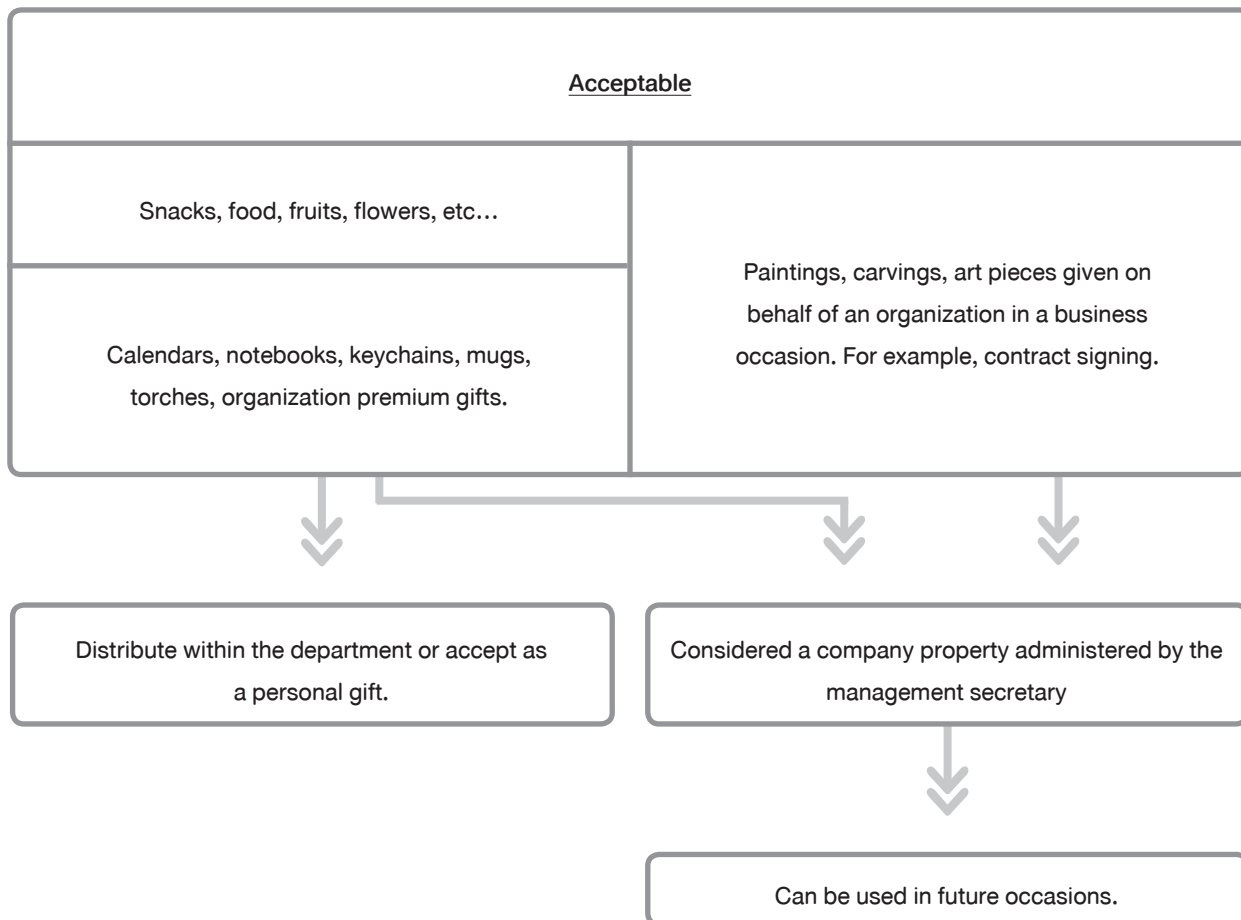 Acceptable
Snacks, food, fruits, flowers, etc…
Calendars, notebooks, keychains, mugs,
torches, organization premium gifts.
Paintings, carvings, art pieces given on
behalf of an organization in a business
occasion. For example, contract signing.
Distribute within the department or accept as
a personal gift.
Considered a company property administered by the
management secretary
Can be used in future occasions.